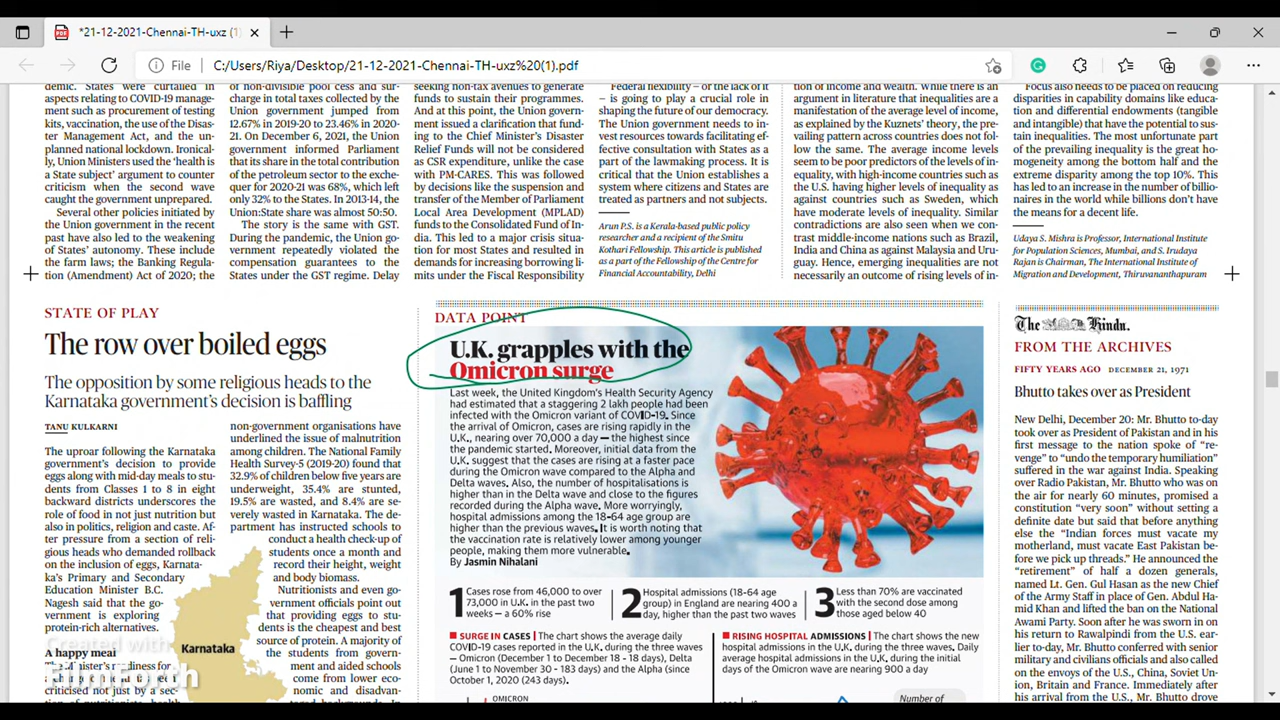 *21-12-2021-Chennai-TH-uxz (1)
File
C:/Users/Riya/Desktop/21-12-2021-Chennai-TH-uxz%20(1).pdf
demic. States were curtailed in
aspects relating to COVID-19 manage-
ment such as procurement of testing
kits, vaccination, the use of the Disa-
ster Management Act, and the un-
planned national lockdown. Ironical-
ly, Union Ministers used the ‘health is
a State subject’ argument to counter
criticism when the second wave
caught the government unprepared.
Several other policies initiated by
the Union government in the recent
past have also led to the weakening
of States’ autonomy. These include
the farm laws; the Banking Regula-
tion (Amendment) Act of 2020; the
of non-divisible pool cess and sur-
charge in total taxes collected by the
Union government jumped from
12.67% in 2019-20 to 23.46% in 2020-
21. On December 6, 2021, the Union
government informed Parliament
that its share in the total contribution
of the petroleum sector to the exche-
quer for 2020-21 was 68%, which left
only 32% to the States. In 2013-14, the
Union:State share was almost 50:50.
The story is the same with GST.
During the pandemic, the Union go-
vernment repeatedly violated the
compensation guarantees to the
States under the GST regime. Delay
seeking non-tax avenues to generate
funds to sustain their programmes.
And at this point, the Union govern-
ment issued a clarification that fund-
ing to the Chief Minister’s Disaster
Relief Funds will not be considered
as CSR expenditure, unlike the case
with PM-CARES. This was followed
by decisions like the suspension and
transfer of the Member of Parliament
Local Area Development (MPLAD)
funds to the Consolidated Fund of In-
dia. This led to a major crisis situa-
tion for most States and resulted in
demands for increasing borrowing li-
mits under the Fiscal Responsibility
Federal flexibility – or the lack of it
– is going to play a crucial role in
shaping the future of our democracy.
The Union government needs to in-
vest resources towards facilitating ef-
fective consultation with States as a
part of the lawmaking process. It is
critical that the Union establishes a
system where citizens and States are
treated as partners and not subjects.
Arun P.S. is a Kerala-based public policy
researcher and a recipient of the Smitu
Kothari Fellowship. This article is published
as a part of the Fellowship of the Centre for
Financial Accountability, Delhi
tion of income and wealth. While there is an
argument in literature that inequalities are a
manifestation of the average level of income,
as explained by the Kuznets’ theory, the pre-
vailing pattern across countries does not fol-
low the same. The average income levels
seem to be poor predictors of the levels of in-
equality, with high-income countries such as
the U.S. having higher levels of inequality as
against countries such as Sweden, which
have moderate levels of inequality. Similar
contradictions are also seen when we con-
trast middle-income nations such as Brazil,
India and China as against Malaysia and Uru-
guay. Hence, emerging inequalities are not
necessarily an outcome of rising levels of in-
Focus also needs to be placed on reducing
disparities in capability domains like educa-
tion and differential endowments (tangible
and intangible) that have the potential to sus-
tain inequalities. The most unfortunate part
of the prevailing inequality is the great ho-
mogeneity among the bottom half and the
extreme disparity among the top 10%. This
has led to an increase in the number of billio-
naires in the world while billions don’t have
the means for a decent life.
Udaya S. Mishra is Professor, International Institute
for Population Sciences, Mumbai, and S. Irudaya
Rajan is Chairman, The International Institute of
Migration and Development, Thiruvananthapuram
STATE OF PLAY
The row over boiled eggs
The opposition by some religious heads to the
Karnataka government’s decision is baffling
TANU KULKARNI
The uproar following the Karnataka
government’s decision to provide
eggs along with mid-day meals to stu-
dents from Classes 1 to 8 in eight
backward districts underscores the
role of food in not just nutrition but
also in politics, religion and caste. Af-
ter pressure from a section of reli-
gious heads who demanded rollback
on the inclusion of eggs, Karnata-
ka’s Primary and Secondary
Education Minister B.C.
Nagesh said that the go-
vernment is exploring
protein-rich alternatives.
A happy meal
The Minister’s readiness for
criticised not just by a sec-
non-government organisations have
underlined the issue of malnutrition
among children. The National Family
Health Survey-5 (2019-20) found that
32.9% of children below five years are
underweight, 35.4% are stunted,
19.5% are wasted, and 8.4% are se-
verely wasted in Karnataka. The de-
partment has instructed schools to
conduct a health check-up of
students once a month and
record their height, weight
and body biomass.
Nutritionists and even go-
vernment officials point out
that providing eggs to stu-
dents is the cheapest and best
source of protein. A majority of
the students from govern-
ment and aided schools
come from lower eco-
nomic and disadvan-
Karnataka
Created with
FilmForth
DATA POINT
U.K. grapples with the
Omicron surge
Last week, the United Kingdom’s Health Security Agency
had estimated that a staggering 2 lakh people had been
infected with the Omicron variant of COVID-19. Since
the arrival of Omicron, cases are rising rapidly in the
U.K., nearing over 70,000 a day — the highest since
the pandemic started. Moreover, initial data from the
U.K. suggest that the cases are rising at a faster pace
during the Omicron wave compared to the Alpha and
Delta waves. Also, the number of hospitalisations is
higher than in the Delta wave and close to the figures
recorded during the Alpha wave. More worryingly,
hospital admissions among the 18-64 age group are
higher than the previous waves. It is worth noting that
the vaccination rate is relatively lower among younger
people, making them more vulnerable.
By Jasmin Nihalani
1 Cases rose from 46,000 to over
73,000 in U.K. in the past two
weeks — a 60% rise
2 Hospital admissions (18-64 age
group) in England are nearing 400 a
day, higher than the past two waves
3 Less than 70% are vaccinated
with the second dose among
those aged below 40
SURGE IN CASES | The chart shows the average daily
COVID-19 cases reported in the U.K. during the three waves
— Omicron (December 1 to December 18 - 18 days), Delta
(June 1 to November 30 - 183 days) and the Alpha (since
October 1, 2020 (243 days).
OMICRON
RISING HOSPITAL ADMISSIONS | The chart shows the new
hospital admissions in the U.K. during the three waves. Daily
average hospital admissions in the U.K. during the initial
days of the Omicron wave are nearing 900 a day
Number of
The Hindu.
FROM THE ARCHIVES
FIFTY YEARS AGO DECEMBER 21, 1971
Bhutto takes over as President
New Delhi, December 20: Mr. Bhutto to-day
took over as President of Pakistan and in his
first message to the nation spoke of “re-
venge” to “undo the temporary humiliation”
suffered in the war against India. Speaking
over Radio Pakistan, Mr. Bhutto who was on
the air for nearly 60 minutes, promised a
constitution “very soon” without setting a
definite date but said that before anything
else the “Indian forces must vacate my
motherland, must vacate East Pakistan be-
fore we pick up threads.” He announced the
“retirement” of half a dozen generals,
named Lt. Gen. Gul Hasan as the new Chief
of the Army Staff in place of Gen. Abdul Ha-
mid Khan and lifted the ban on the National
Awami Party. Soon after he was sworn in on
his return to Rawalpindi from the U.S. ear-
lier to-day, Mr. Bhutto conferred with senior
military and civilians officials and also called
on the envoys of the U.S., China, Soviet Un-
ion, Britain and France. Immediately after
his arrival from the U.S., Mr. Bhutto drove